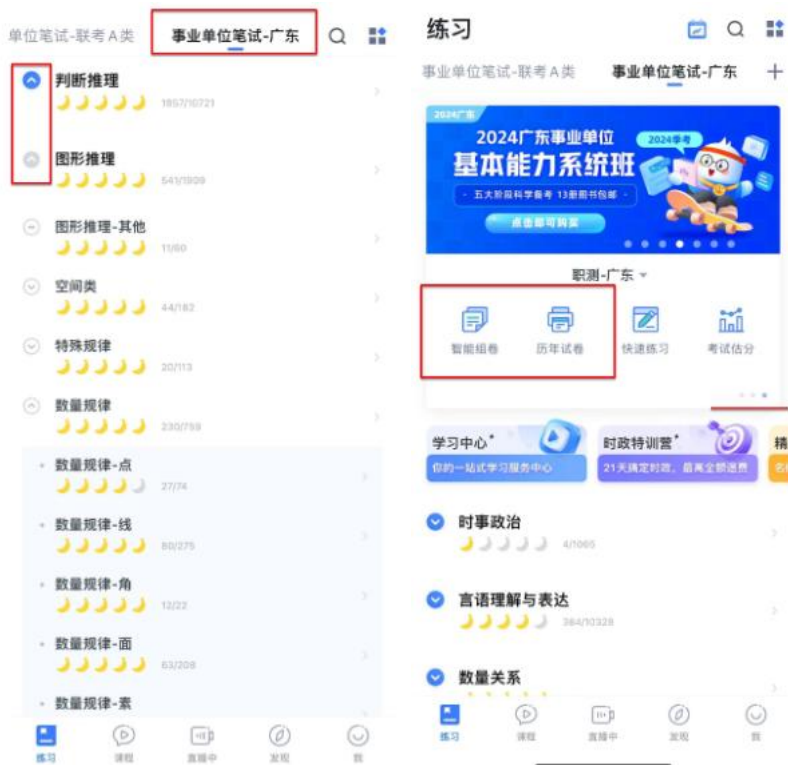 单位笔试-联考A类 事业单位笔试-广东
判断推理
1857/10721
图形推理
541/1909
图形推理-其他
11/60
空间类
44/182
特殊规律
20/113
数量规律
230/759
数量规律-点
27/74
数量规律-线
80/275
数量规律-角
12/22
数量规律-面
63/208
数量规律-素
练习 课程 直播中 发现 我
练习
事业单位笔试-联考A类 事业单位笔试-广东
2024广东
2024广东事业单位
2024季考
基本能力系统班
- 五大阶段科学备考 13册图书包邮 -
点击即可购买
职测-广东
智能组卷 历年试卷 快速练习 考试估分
学习中心
你的一站式学习服务中心
时政特训营
21天搞定时政，最高全额退费
精
名
时事政治
4/1065
言语理解与表达
364/10328
数量关系
练习 课程 直播中 发现 我